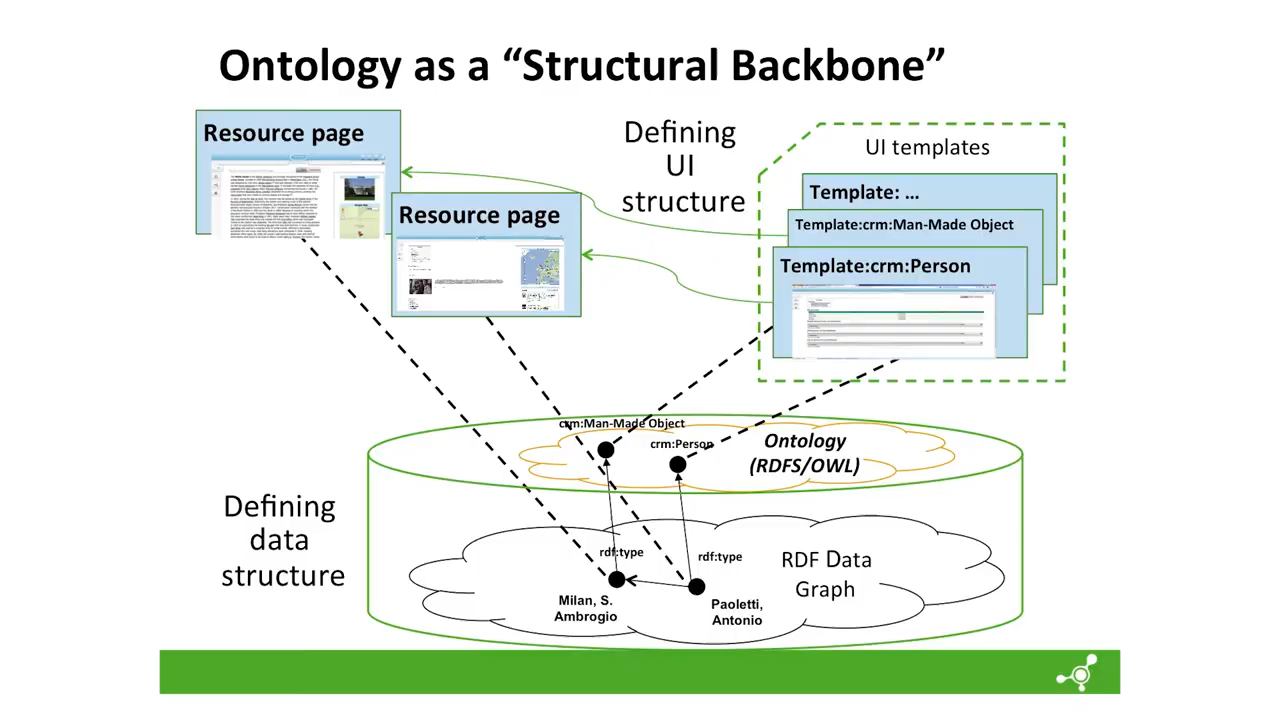 Ontology as a “Structural Backbone”
Resource page
Resource page
Defining
UI
structure
UI templates
Template: ...
Template:crm:Man-Made Object
Template:crm:Person
crm:Man-Made Object
crm:Person
Ontology
(RDFS/OWL)
Defining
data
structure
rdf:type
rdf:type
RDF Data
Graph
Milan, S.
Ambrogio
Paoletti,
Antonio